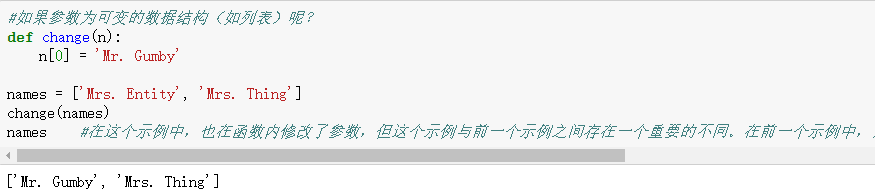 #如果参数为可变的数据结构（如列表）呢？
def change(n):
    n[0] = 'Mr. Gumby'
names = ['Mrs. Entity', 'Mrs. Thing']
change(names)
names    #在这个示例中，也在函数内修改了参数，但这个示例与前一个示例之间存在一个重要的不同。在前一个示例中，
['Mr. Gumby', 'Mrs. Thing']